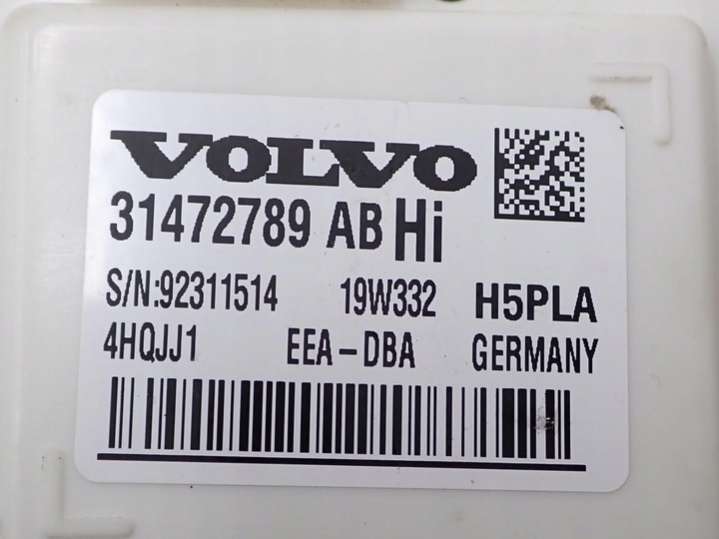 VOLVO
31472789 AB Hi
S/N:92311514 19W332 H5PLA
4HQJJ1 EEA-DBA GERMANY